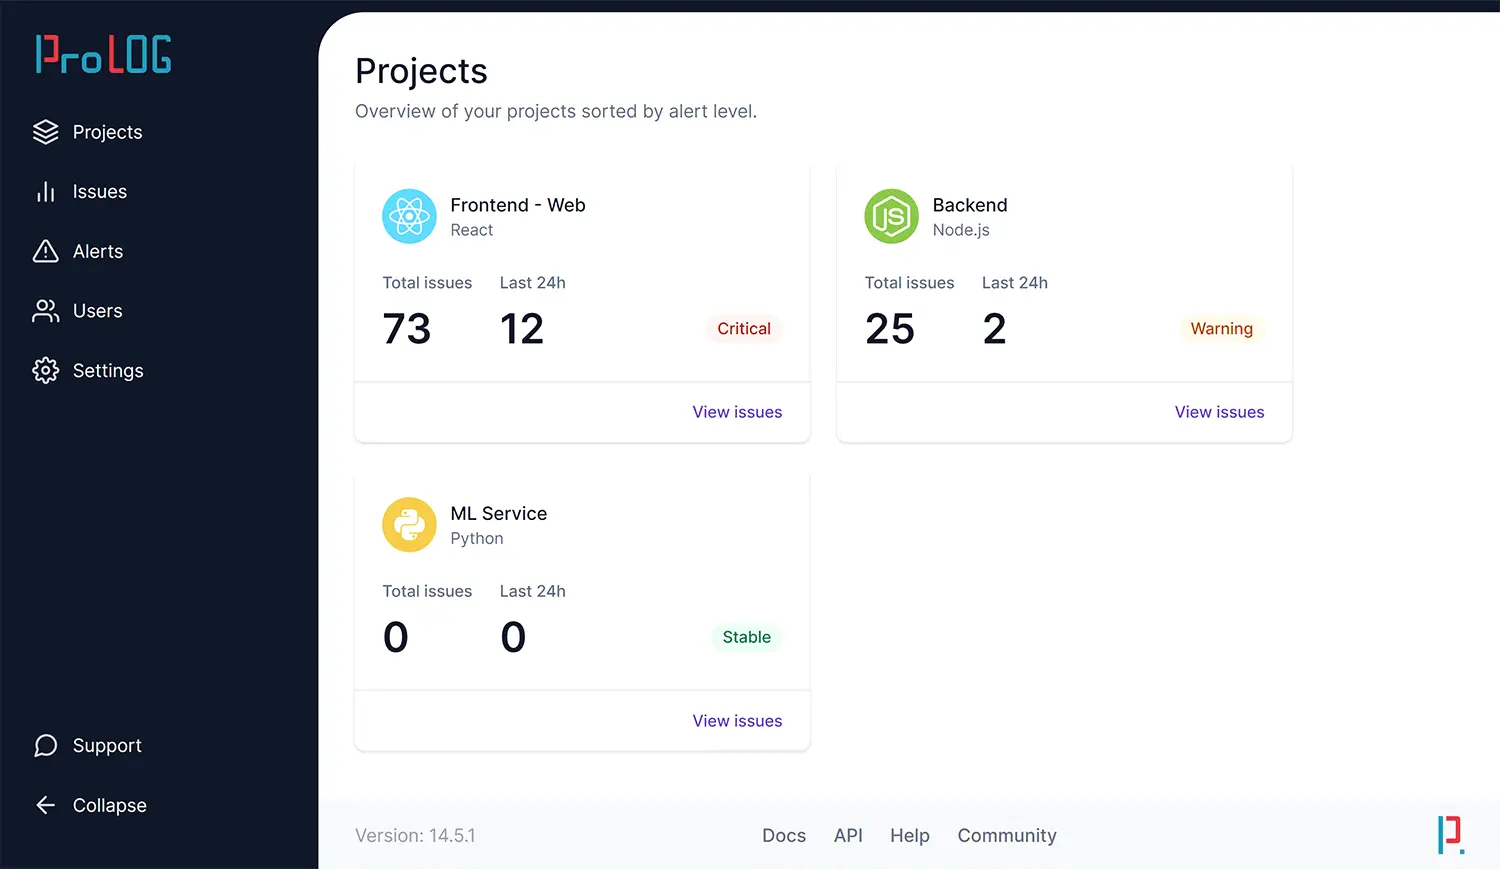 ProLOG
Projects
Issues
Alerts
Users
Settings
Support
Collapse
Projects
Overview of your projects sorted by alert level.
Frontend - Web
React
Total issues Last 24h
73 12 Critical
View issues
JS
Backend
Node.js
Total issues Last 24h
25 2 Warning
View issues
ML Service
Python
Total issues Last 24h
0 0 Stable
View issues
Version: 14.5.1 Docs API Help Community P.